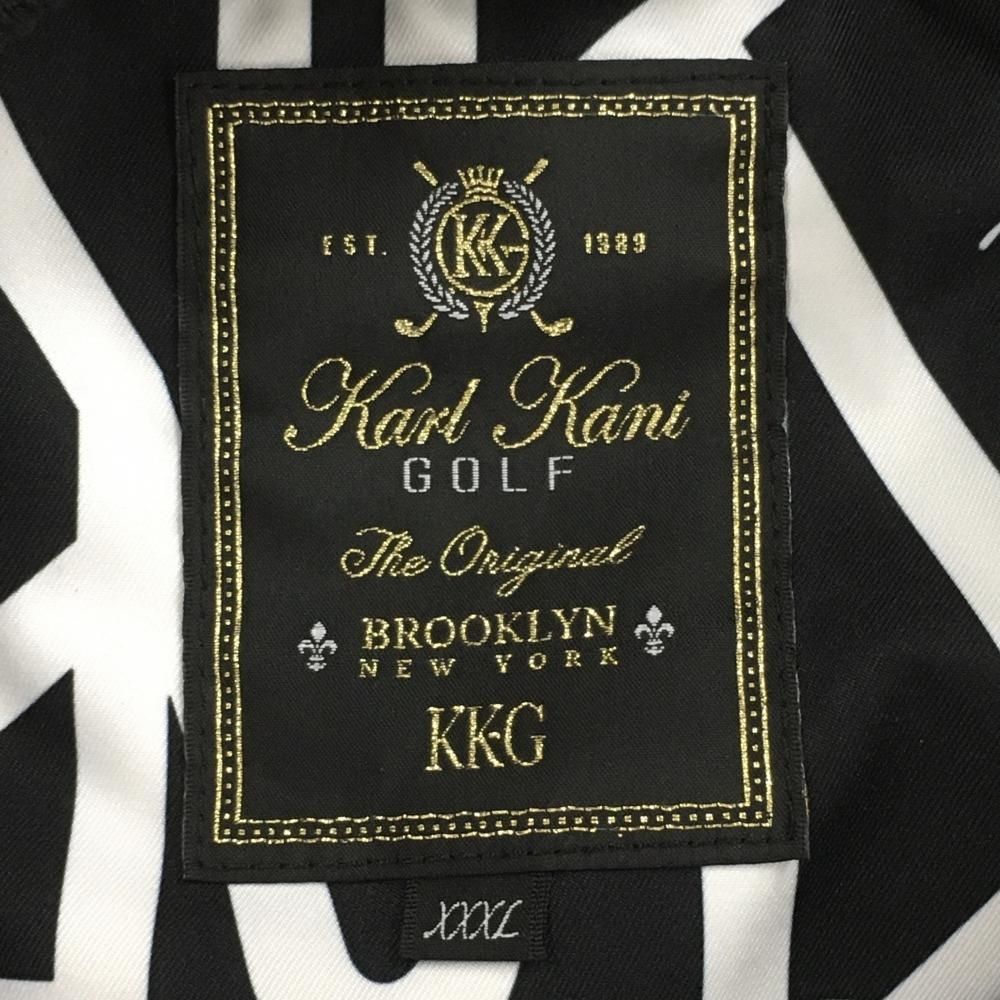 EST. KKG 1989
Karl Kani
GOLF
The Original
BROOKLYN
NEW YORK
KK-G
XXXL